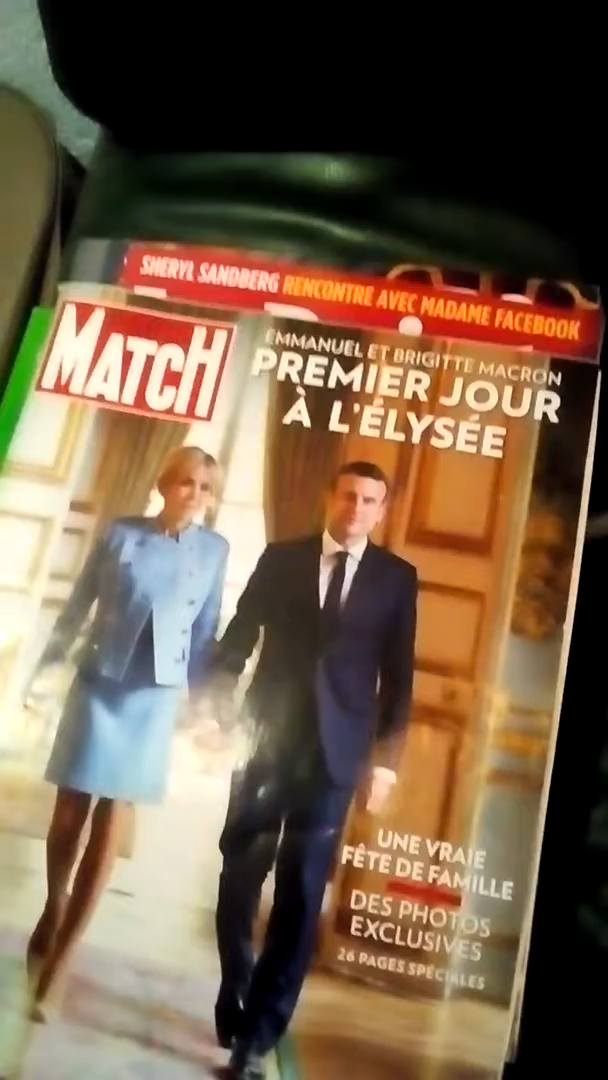 SHERYL SANDBERG RENCONTRE AVEC MADAME FACEBOOK
MATCH
EMMANUEL ET BRIGITTE MACRON
PREMIER JOUR
À L'ÉLYSÉE
UNE VRAIE
FÊTE DE FAMILLE
DES PHOTOS
EXCLUSIVES
26 PAGES SPÉCIALES